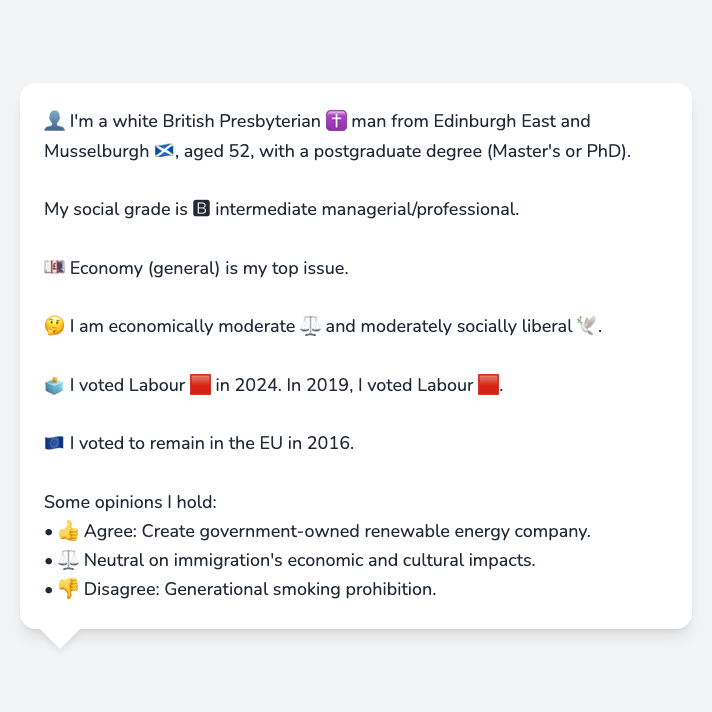 👤 I'm a white British Presbyterian ✝️ man from Edinburgh East and
Musselburgh 🏴󠁧󠁢󠁳󠁣󠁴󠁿, aged 52, with a postgraduate degree (Master's or PhD).
My social grade is 🅱 intermediate managerial/professional.
💷 Economy (general) is my top issue.
🤔 I am economically moderate ⚖️ and moderately socially liberal 🕊️.
🗳️ I voted Labour 🟥 in 2024. In 2019, I voted Labour 🟥.
🇪🇺 I voted to remain in the EU in 2016.
Some opinions I hold:
• 👍 Agree: Create government-owned renewable energy company.
• ⚖️ Neutral on immigration's economic and cultural impacts.
• 👎 Disagree: Generational smoking prohibition.